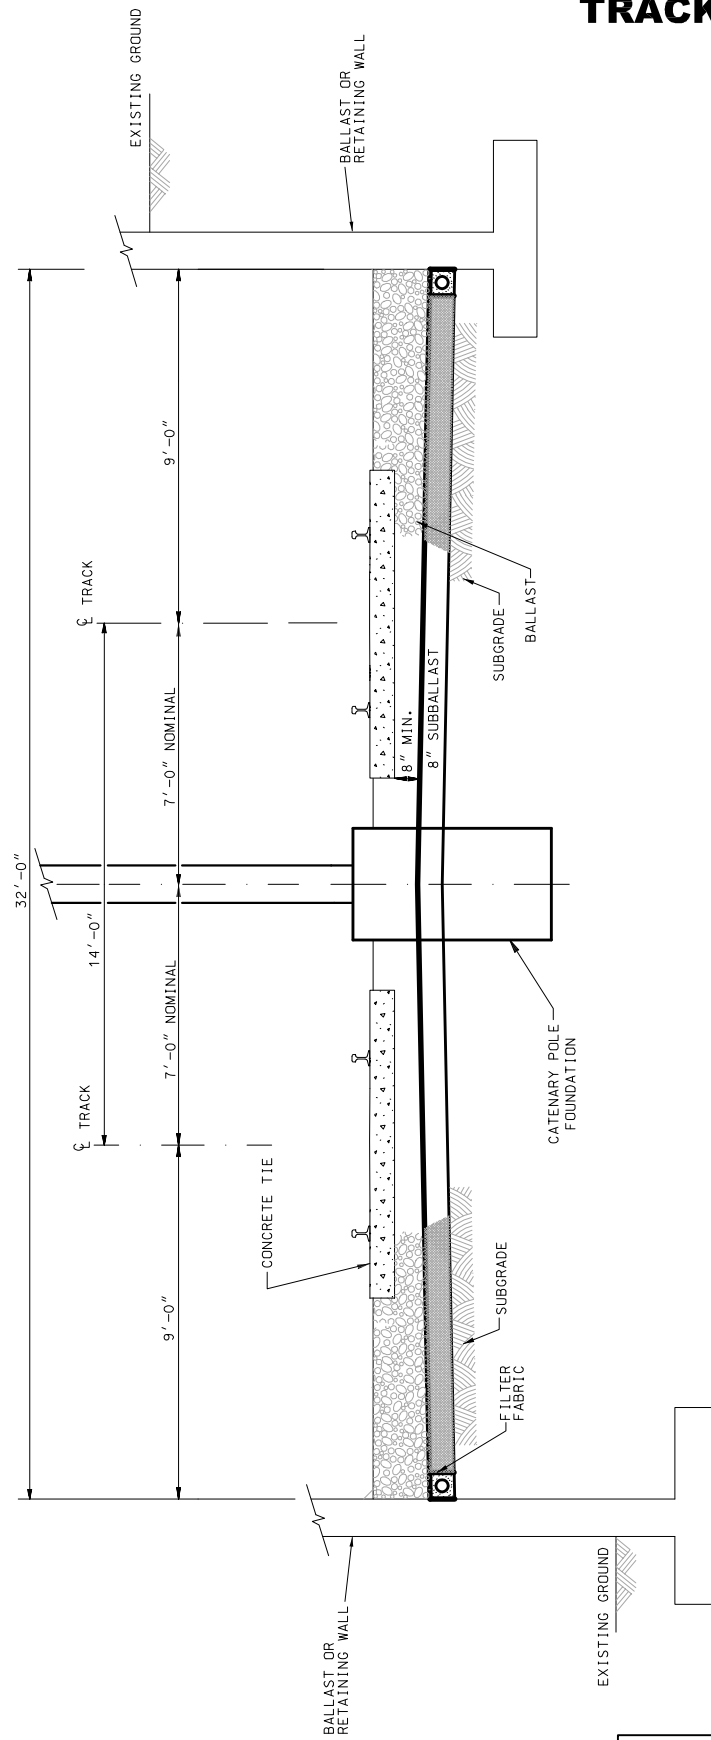 TRACK
EXISTING GROUND
BALLAST OR
RETAINING WALL
9'-0"
℄ TRACK
SUBGRADE
BALLAST
7'-0" NOMINAL
8" MIN.
8" SUBBALLAST
32'-0"
14'-0"
7'-0" NOMINAL
CATENARY POLE
FOUNDATION
℄ TRACK
CONCRETE TIE
9'-0"
SUBGRADE
FILTER
FABRIC
BALLAST OR
RETAINING WALL
EXISTING GROUND